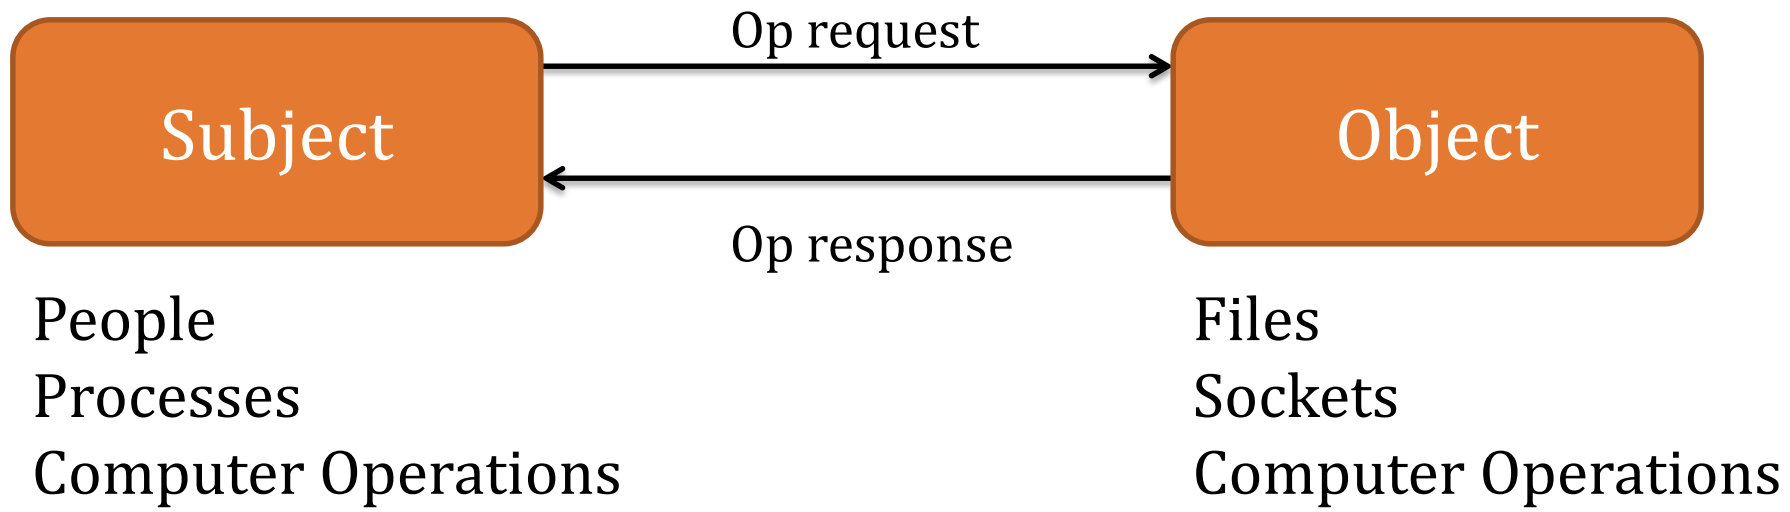 Op request
Subject
Object
Op response
People
Processes
Computer Operations
Files
Sockets
Computer Operations